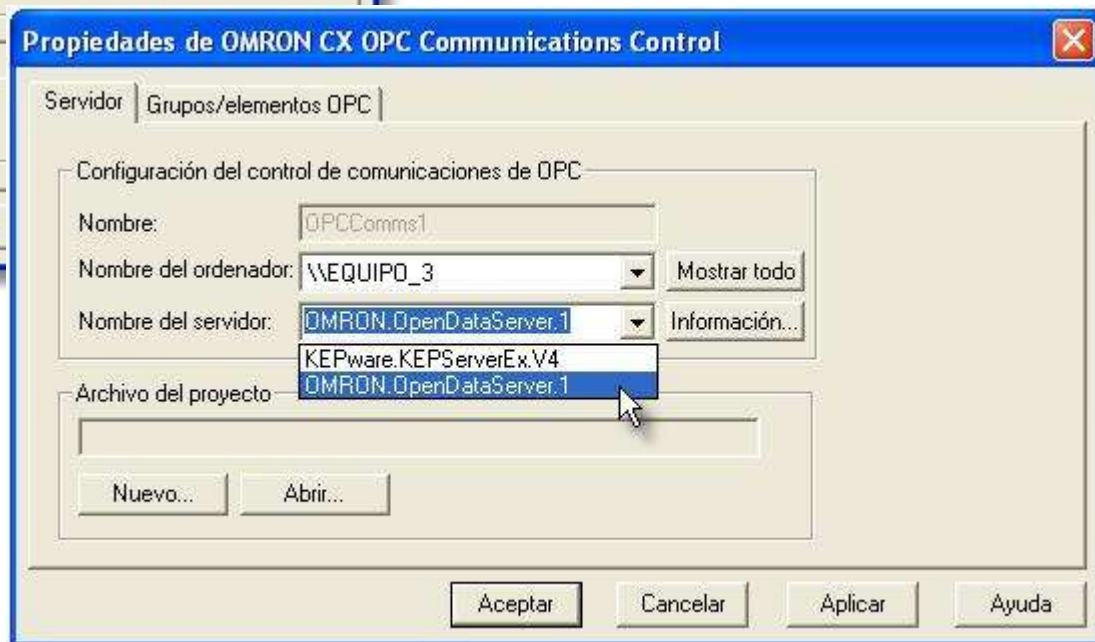 Propiedades de OMRON CX OPC Communications Control
Servidor
Grupos/elementos OPC
Configuración del control de comunicaciones de OPC
Nombre: OPCComms1
Nombre del ordenador: \\EQUIPO_3 Mostrar todo
Nombre del servidor: OMRON.OpenDataServer.1 Información...
KEPware.KEPServerEx.V4
OMRON.OpenDataServer.1
Archivo del proyecto
Nuevo... Abrir...
Aceptar Cancelar Aplicar Ayuda